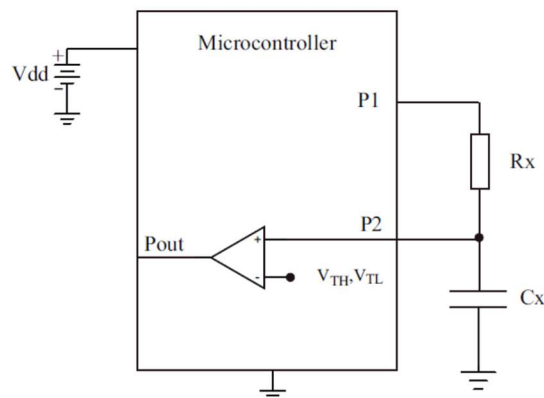 Microcontroller
+
Vdd
-
P1
Rx
P2
Pout
+
-
V_TH,V_TL
Cx